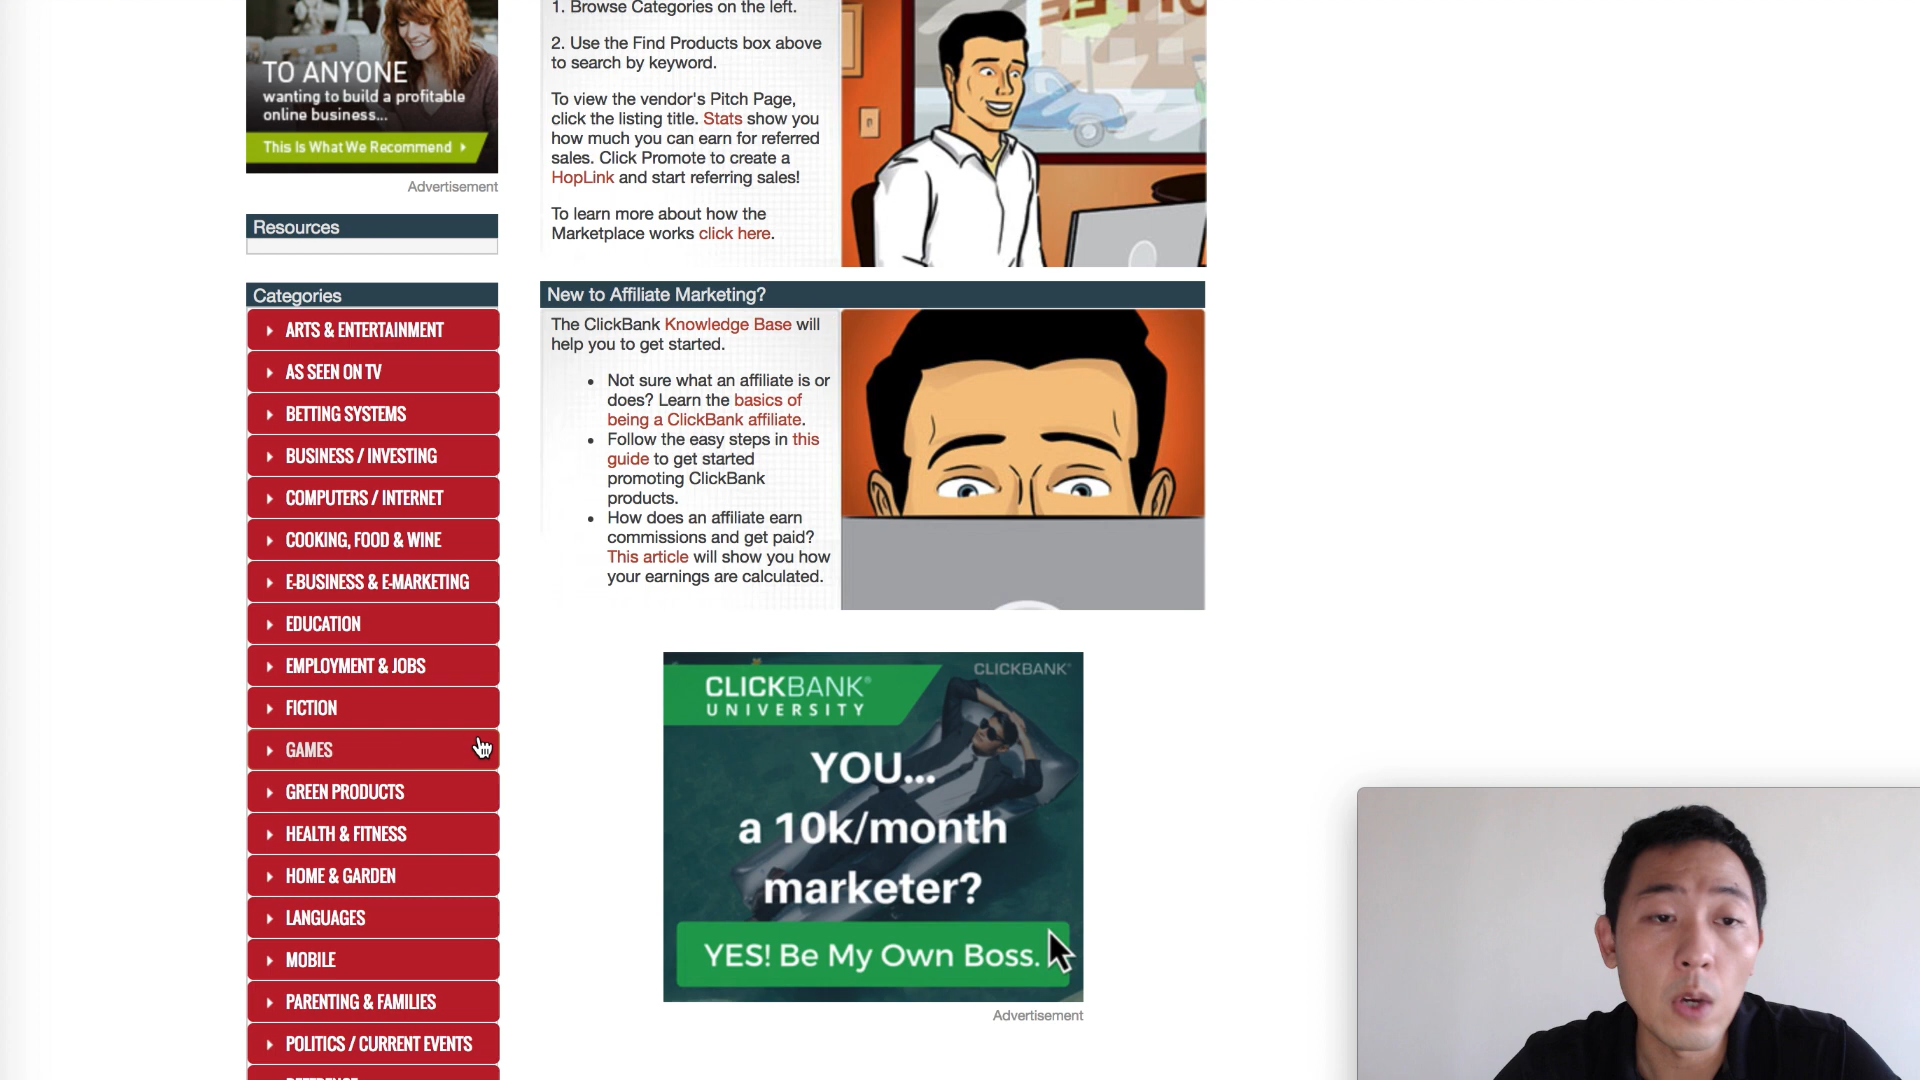 TO ANYONE
wanting to build a profitable
online business...
This Is What We Recommend
Advertisement
Resources
Categories
ARTS & ENTERTAINMENT
AS SEEN ON TV
BETTING SYSTEMS
BUSINESS / INVESTING
COMPUTERS / INTERNET
COOKING, FOOD & WINE
E-BUSINESS & E-MARKETING
EDUCATION
EMPLOYMENT & JOBS
FICTION
GAMES
GREEN PRODUCTS
HEALTH & FITNESS
HOME & GARDEN
LANGUAGES
MOBILE
PARENTING & FAMILIES
POLITICS / CURRENT EVENTS
1. Browse Categories on the left.
2. Use the Find Products box above
to search by keyword.
To view the vendor's Pitch Page,
click the listing title. Stats show you
how much you can earn for referred
sales. Click Promote to create a
HopLink and start referring sales!
To learn more about how the
Marketplace works click here.
New to Affiliate Marketing?
The ClickBank Knowledge Base will
help you to get started.
• Not sure what an affiliate is or
does? Learn the basics of
being a ClickBank affiliate.
• Follow the easy steps in this
guide to get started
promoting ClickBank
products.
• How does an affiliate earn
commissions and get paid?
This article will show you how
your earnings are calculated.
CLICKBANK®
CLICKBANK®
UNIVERSITY
YOU...
a 10k/month
marketer?
YES! Be My Own Boss.
Advertisement